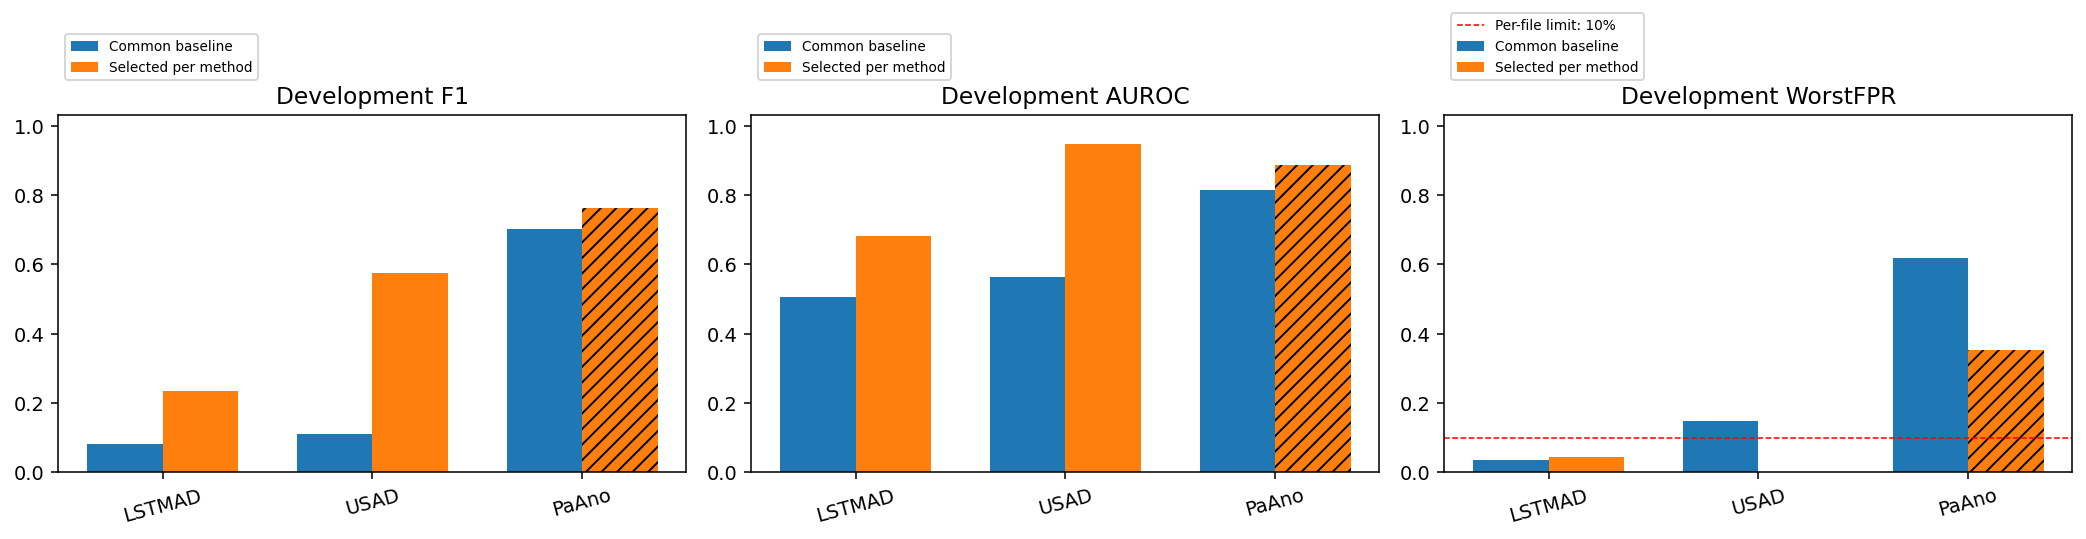 Common baseline
Selected per method
Development F1
1.0
0.8
0.6
0.4
0.2
0.0
LSTMAD
USAD
PaAno
Common baseline
Selected per method
Development AUROC
1.0
0.8
0.6
0.4
0.2
0.0
LSTMAD
USAD
PaAno
Per-file limit: 10%
Common baseline
Selected per method
Development WorstFPR
1.0
0.8
0.6
0.4
0.2
0.0
LSTMAD
USAD
PaAno